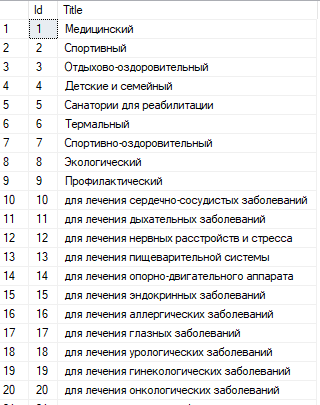 Id Title
1 1 Медицинский
2 2 Спортивный
3 3 Отдыхово-оздоровительный
4 4 Детские и семейный
5 5 Санатории для реабилитации
6 6 Термальный
7 7 Спортивно-оздоровительный
8 8 Экологический
9 9 Профилактический
10 10 для лечения сердечно-сосудистых заболеваний
11 11 для лечения дыхательных заболеваний
12 12 для лечения нервных расстройств и стресса
13 13 для лечения пищеварительной системы
14 14 для лечения опорно-двигательного аппарата
15 15 для лечения эндокринных заболеваний
16 16 для лечения аллергических заболеваний
17 17 для лечения глазных заболеваний
18 18 для лечения урологических заболеваний
19 19 для лечения гинекологических заболеваний
20 20 для лечения онкологических заболеваний